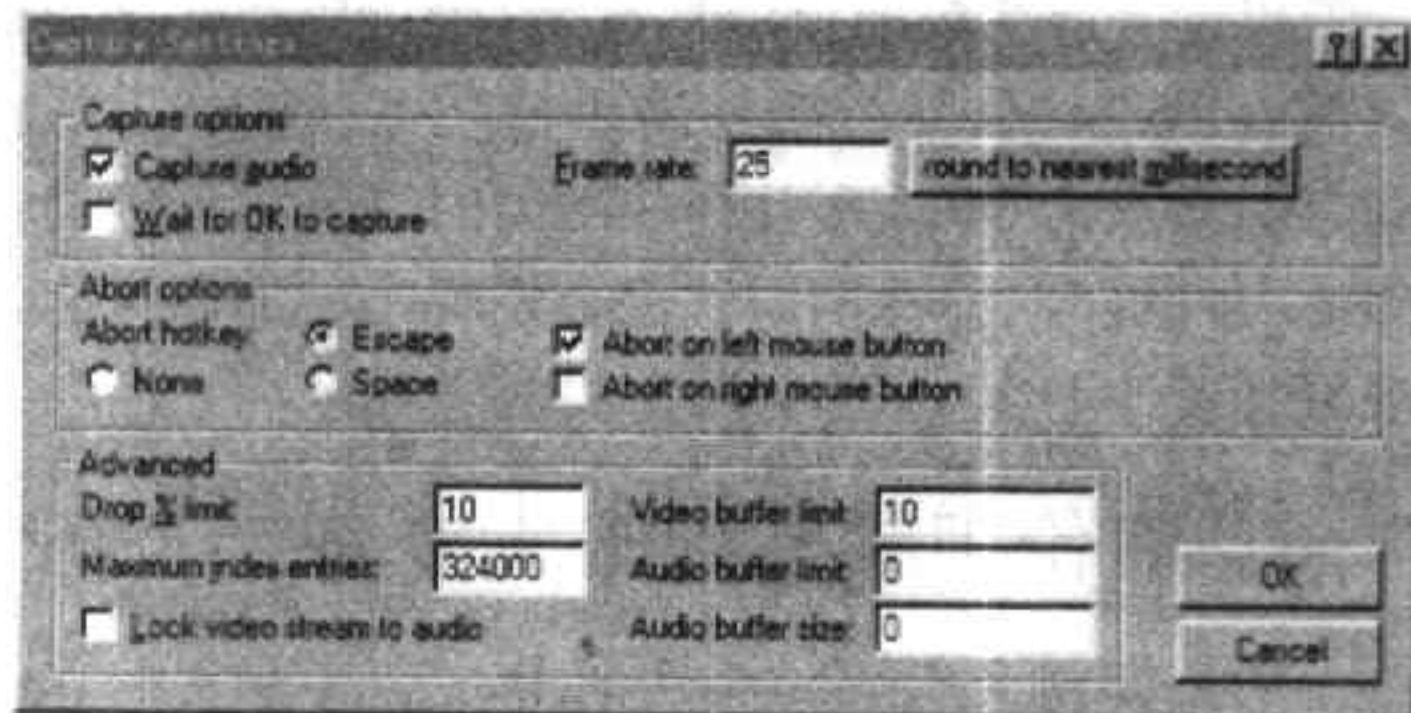 Capture Settings
Capture options
Capture audio
Frame rate: 25
round to nearest millisecond
Wait for OK to capture
Abort options
Abort hotkey:
Escape
Abort on left mouse button
None
Space
Abort on right mouse button
Advanced
Drop % limit: 10
Video buffer limit: 10
Maximum index entries: 324000
Audio buffer limit: 0
Lock video stream to audio
Audio buffer size: 0
OK
Cancel